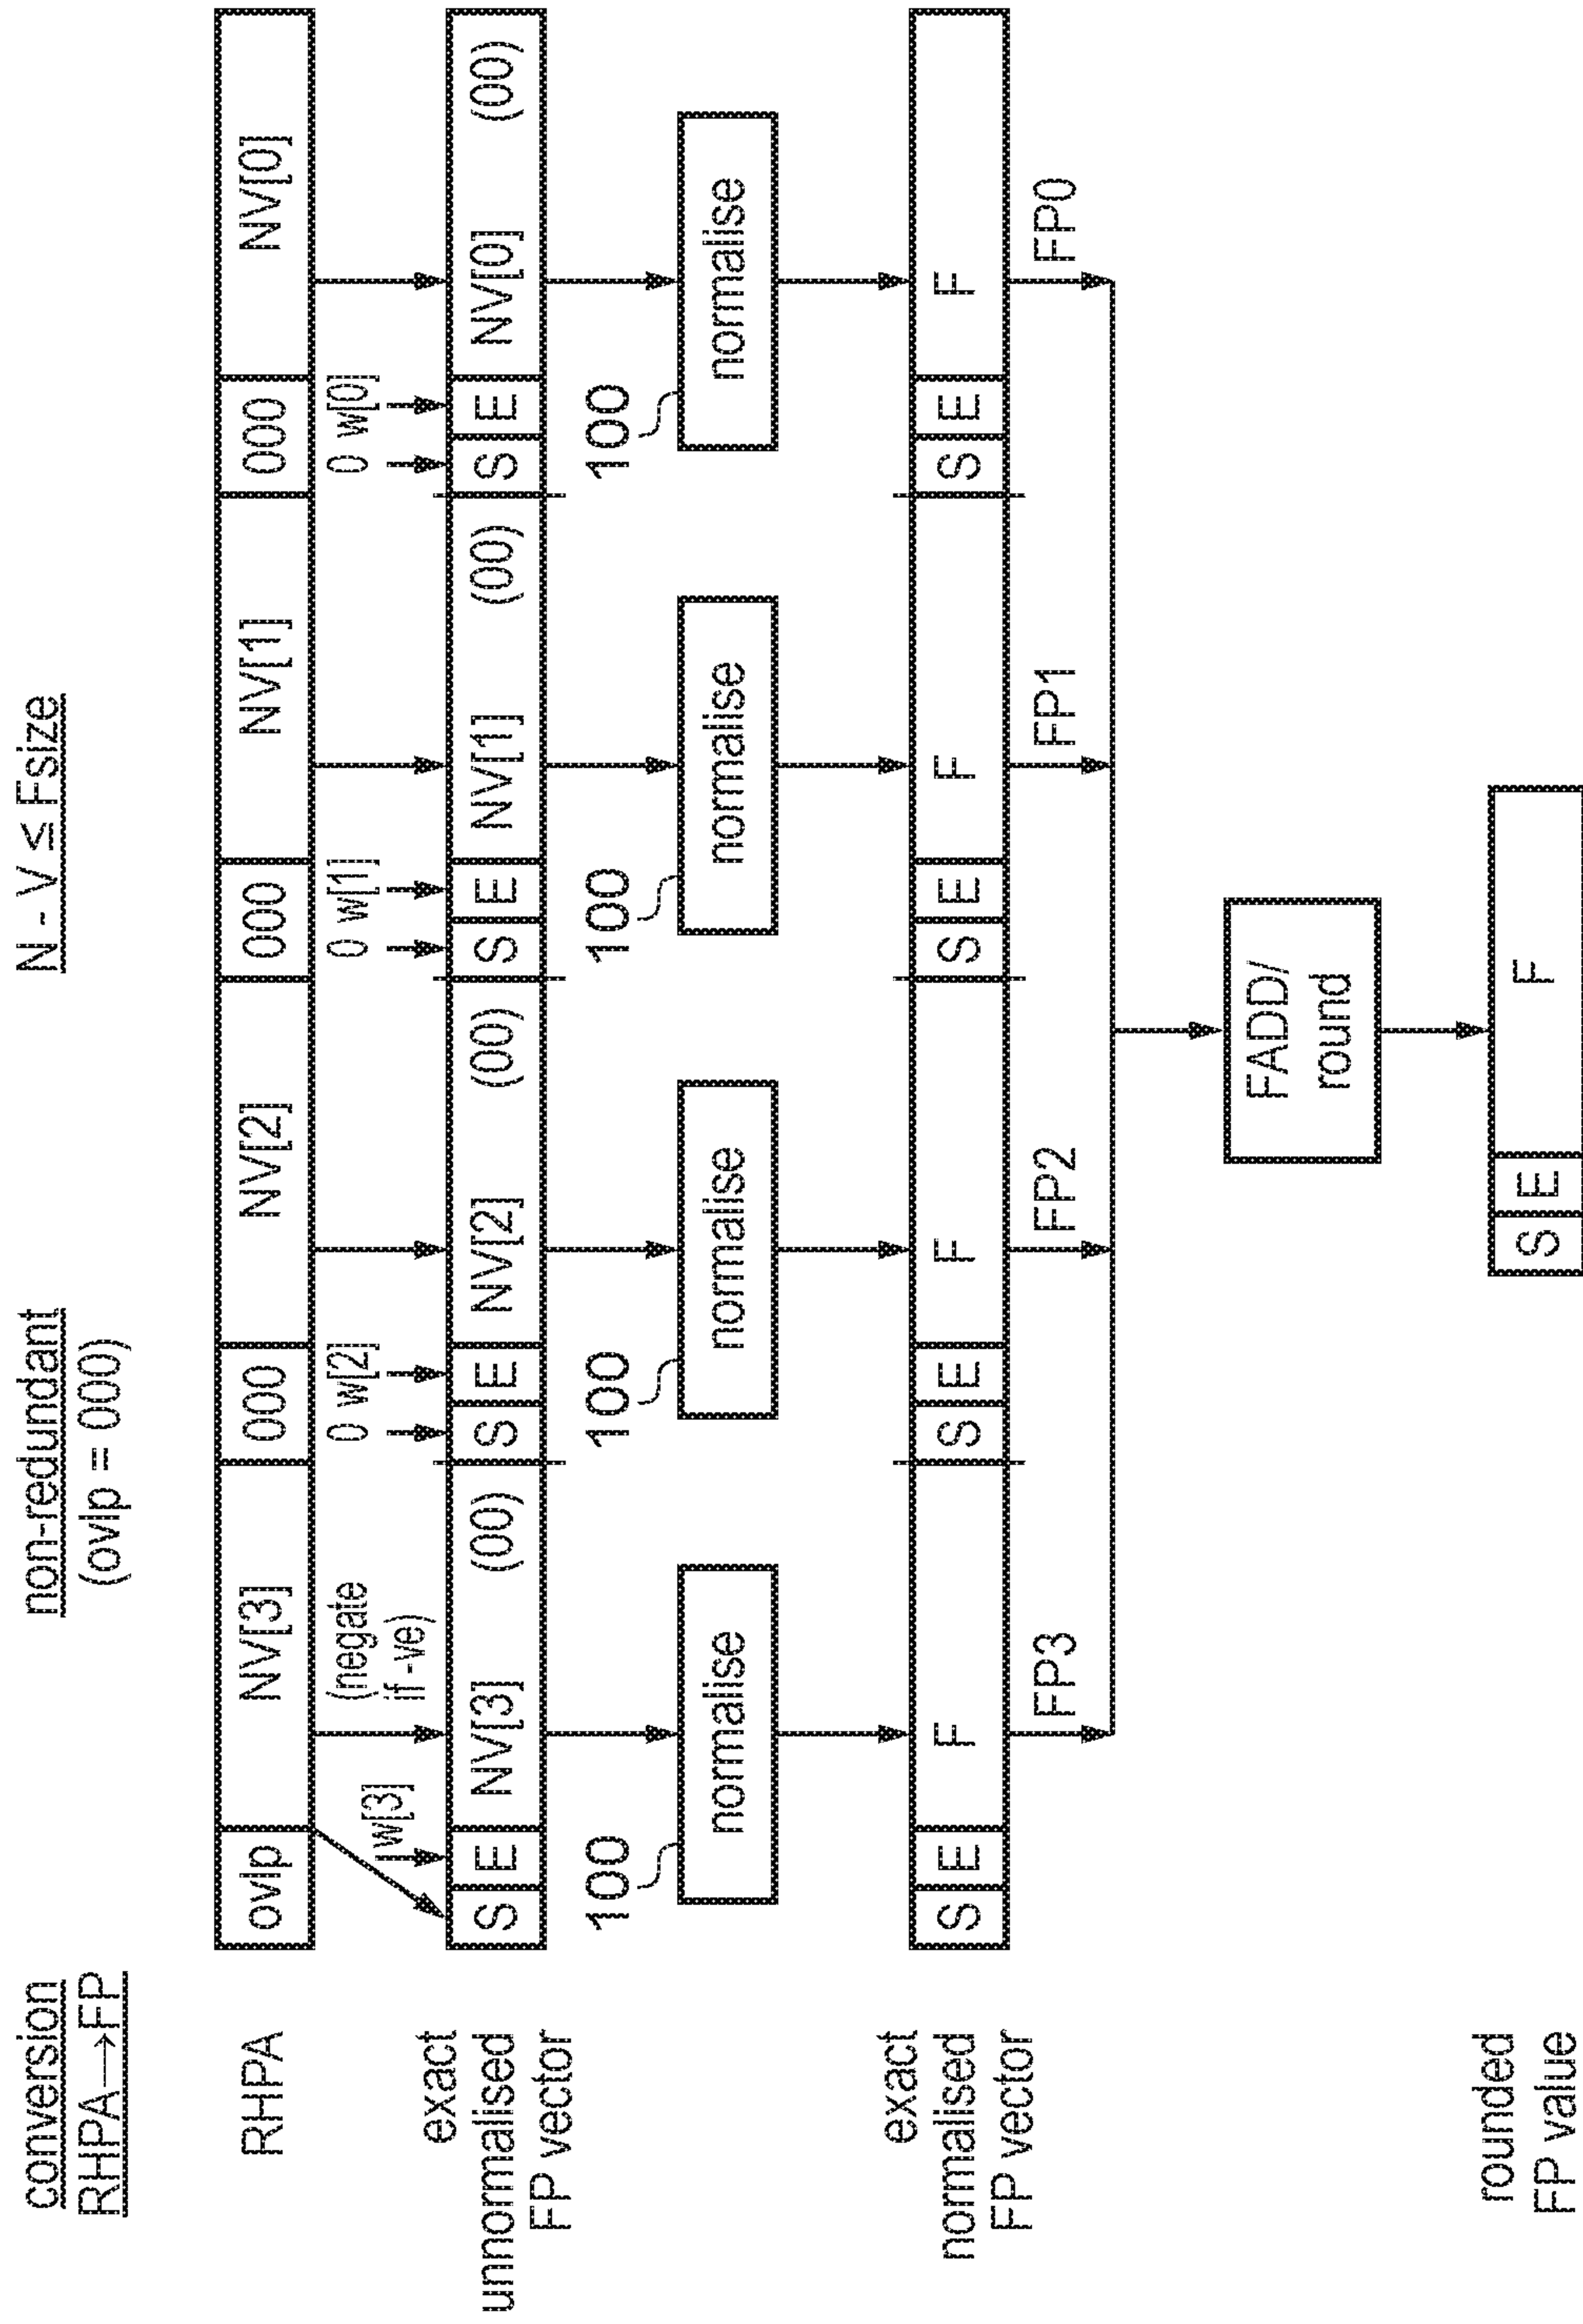 conversion
RHPA→FP
non-redundant
(ovlp = 000)
N - V ≤ Fsize
RHPA
ovlp NV[3] 000 NV[2] 000 NV[1] 000 NV[0]
w[3] (negate
if -ve)
0 w[2] 0 w[1] 0 w[0]
exact
unnormalised
FP vector
S E NV[3] (00) S E NV[2] (00) S E NV[1] (00) S E NV[0] (00)
100 100 100 100
normalise normalise normalise normalise
exact
normalised
FP vector
S E F S E F S E F S E F
FP3 FP2 FP1 FP0
FADD/
round
rounded
FP value
S E F